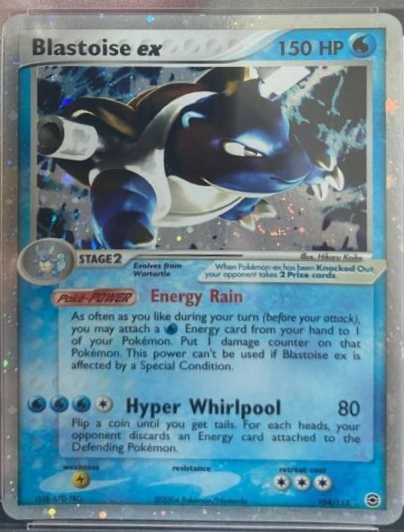 Blastoise ex 150 HP
Illus. Hikaru Koike
STAGE 2
Evolves from
Wartortle
When Pokémon-ex has been Knocked Out,
your opponent takes 2 Prize cards.
Poké-POWER Energy Rain
As often as you like during your turn (before your attack),
you may attach a Energy card from your hand to 1
of your Pokémon. Put 1 damage counter on that
Pokémon. This power can't be used if Blastoise ex is
affected by a Special Condition.
Hyper Whirlpool 80
Flip a coin until you get tails. For each heads, your
opponent discards an Energy card attached to the
Defending Pokémon.
weakness resistance retreat cost
©2004 Pokémon/Nintendo